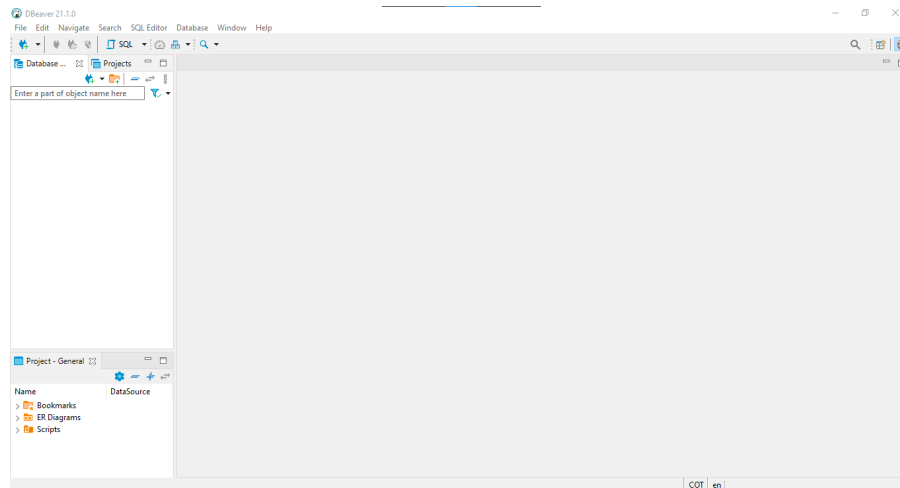 DBeaver 21.1.0
File Edit Navigate Search SQL Editor Database Window Help
SQL
Database ... Projects
Enter a part of object name here
Project - General
Name DataSource
Bookmarks
ER Diagrams
Scripts
COT en